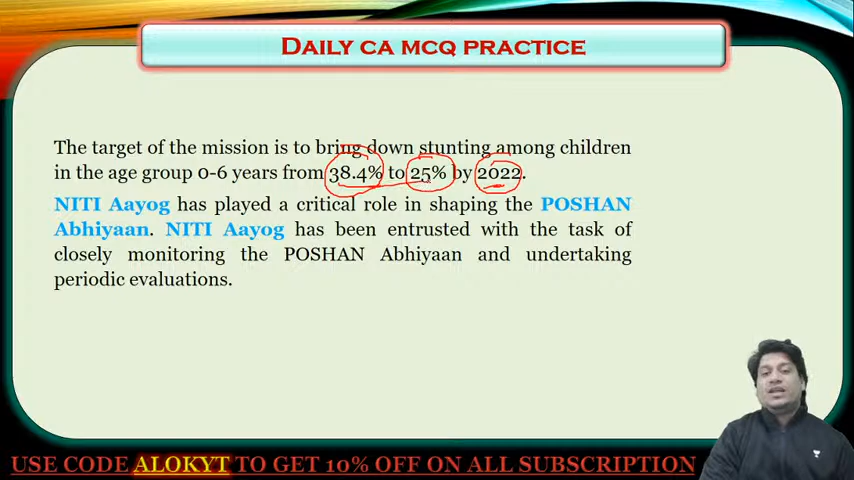 DAILY CA MCQ PRACTICE
The target of the mission is to bring down stunting among children
in the age group 0-6 years from 38.4% to 25% by 2022.
NITI Aayog has played a critical role in shaping the POSHAN
Abhiyaan. NITI Aayog has been entrusted with the task of
closely monitoring the POSHAN Abhiyaan and undertaking
periodic evaluations.
USE CODE ALOKYT TO GET 10% OFF ON ALL SUBSCRIPTION